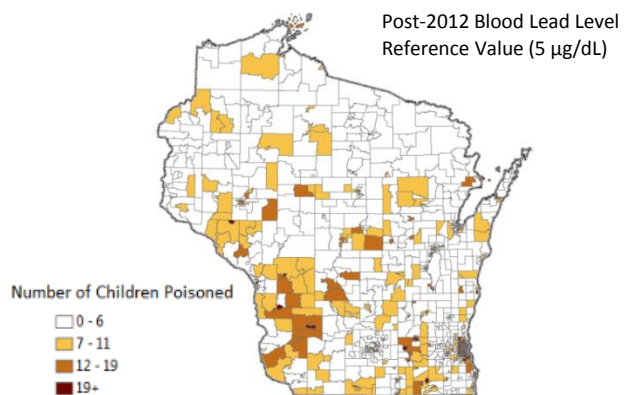 Post-2012 Blood Lead Level
Reference Value (5 µg/dL)
Number of Children Poisoned
0 - 6
7 - 11
12 - 19
19+